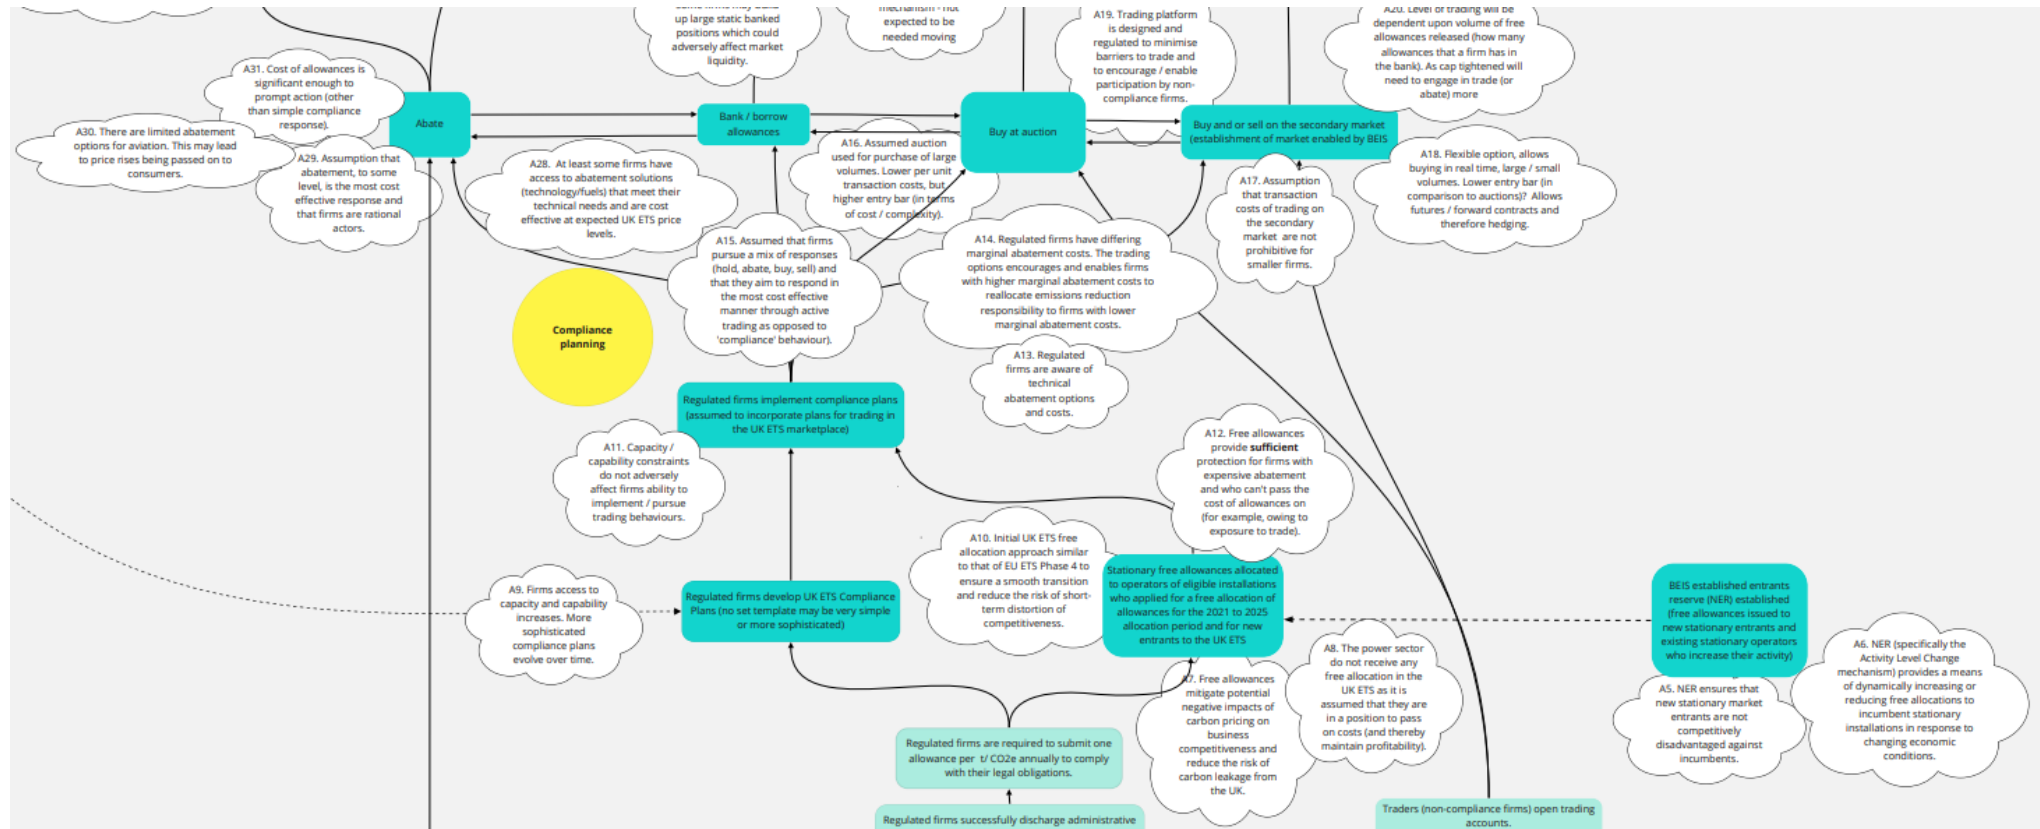 up large static banked
positions which could
adversely affect market
liquidity.
mechanism - not
expected to be
needed moving
A19. Trading platform
is designed and
regulated to minimise
barriers to trade and
to encourage / enable
participation by non-
compliance firms.
A20. Level of trading will be
dependent upon volume of free
allowances released (how many
allowances that a firm has in
the bank). As cap tightened will
need to engage in trade (or
abate) more
A31. Cost of allowances is
significant enough to
prompt action (other
than simple compliance
response).
Abate
Bank / borrow
allowances
Buy at auction
Buy and or sell on the secondary market
(establishment of market enabled by BEIS
A30. There are limited abatement
options for aviation. This may lead
to price rises being passed on to
consumers.
A29. Assumption that
abatement, to some
level, is the most cost
effective response and
that firms are rational
actors.
A28. At least some firms have
access to abatement solutions
(technology/fuels) that meet their
technical needs and are cost
effective at expected UK ETS price
levels.
A16. Assumed auction
used for purchase of large
volumes. Lower per unit
transaction costs, but
higher entry bar (in terms
of cost / complexity).
A17. Assumption
that transaction
costs of trading on
the secondary
market are not
prohibitive for
smaller firms.
A18. Flexible option, allows
buying in real time, large / small
volumes. Lower entry bar (in
comparison to auctions)? Allows
futures / forward contracts and
therefore hedging.
A15. Assumed that firms
pursue a mix of responses
(hold, abate, buy, sell) and
that they aim to respond in
the most cost effective
manner through active
trading as opposed to
'compliance' behaviour).
A14. Regulated firms have differing
marginal abatement costs. The trading
options encourages and enables firms
with higher marginal abatement costs to
reallocate emissions reduction
responsibility to firms with lower
marginal abatement costs.
Compliance
planning
A13. Regulated
firms are aware of
technical
abatement options
and costs.
Regulated firms implement compliance plans
(assumed to incorporate plans for trading in
the UK ETS marketplace)
A11. Capacity /
capability constraints
do not adversely
affect firms ability to
implement / pursue
trading behaviours.
A12. Free allowances
provide sufficient
protection for firms with
expensive abatement
and who can't pass the
cost of allowances on
(for example, owing to
exposure to trade).
A10. Initial UK ETS free
allocation approach similar
to that of EU ETS Phase 4 to
ensure a smooth transition
and reduce the risk of short-
term distortion of
competitiveness.
Stationary free allowances allocated
to operators of eligible installations
who applied for a free allocation of
allowances for the 2021 to 2025
allocation period and for new
entrants to the UK ETS
A9. Firms access to
capacity and capability
increases. More
sophisticated
compliance plans
evolve over time.
Regulated firms develop UK ETS Compliance
Plans (no set template may be very simple
or more sophisticated)
BEIS established entrants
reserve (NER) established
(free allowances issued to
new stationary entrants and
existing stationary operators
who increase their activity)
A8. The power sector
do not receive any
free allocation in the
UK ETS as it is
assumed that they are
in a position to pass
on costs (and thereby
maintain profitability).
A7. Free allowances
mitigate potential
negative impacts of
carbon pricing on
business
competitiveness and
reduce the risk of
carbon leakage from
the UK.
A6. NER (specifically the
Activity Level Change
mechanism) provides a means
of dynamically increasing or
reducing free allocations to
incumbent stationary
installations in response to
changing economic
conditions.
A5. NER ensures that
new stationary market
entrants are not
competitively
disadvantaged against
incumbents.
Regulated firms are required to submit one
allowance per t/ CO2e annually to comply
with their legal obligations.
Regulated firms successfully discharge administrative
Traders (non-compliance firms) open trading
accounts.